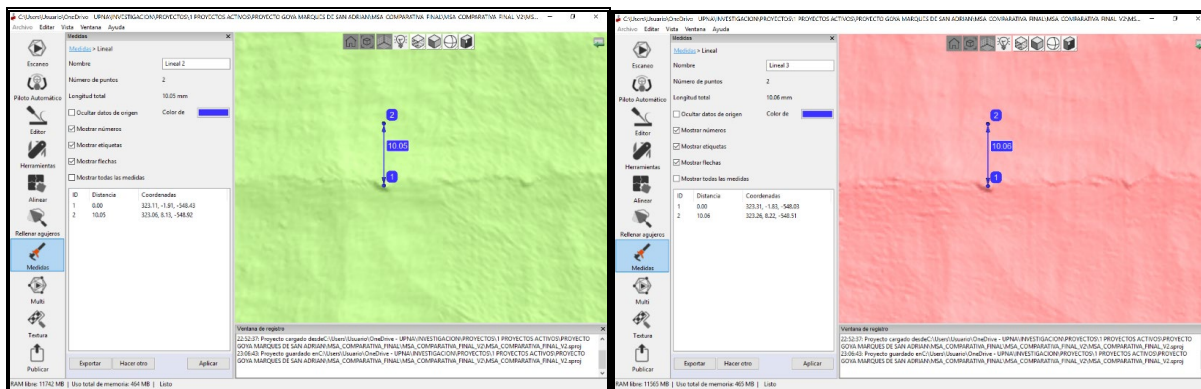 C:\Users\Usuario\OneDrive - UPNA\INVESTIGACION\PROYECTOS\1 PROYECTOS ACTIVOS\PROYECTO GOYA MARQUES DE SAN ADRIAN\MSA COMPARATIVA FINAL\MSA_COMPARATIVA_FINAL_V2\MS...
Archivo Editar Vista Ventana Ayuda
Escaneo
Piloto Automático
Editor
Herramientas
Alinear
Rellenar agujeros
Medidas
Multi
Textura
Publicar
Medidas
Medidas > Lineal
Nombre Lineal 2
Número de puntos 2
Longitud total 10.05 mm
Ocultar datos de origen Color de
Mostrar números
Mostrar etiquetas
Mostrar flechas
Mostrar todas las medidas
ID Distancia Coordenadas
1 0.00 323.11, -1.91, -548.43
2 10.05 323.06, 8.13, -548.92
Exportar Hacer otro Aplicar
2
10.05
1
Ventana de registro
22:52:37: Proyecto cargado desdeC:\Users\Usuario\OneDrive - UPNA\INVESTIGACION\PROYECTOS\1 PROYECTOS ACTIVOS\PROYECTO
GOYA MARQUES DE SAN ADRIAN\MSA_COMPARATIVA_FINAL\MSA_COMPARATIVA_FINAL_V2\MSA_COMPARATIVA_FINAL_V2.sproj
23:06:43: Proyecto guardado enC:\Users\Usuario\OneDrive - UPNA\INVESTIGACION\PROYECTOS\1 PROYECTOS ACTIVOS\PROYECTO
GOYA MARQUES DE SAN ADRIAN\MSA_COMPARATIVA_FINAL\MSA_COMPARATIVA_FINAL_V2\MSA_COMPARATIVA_FINAL_V2.sproj
RAM libre: 11742 MB | Uso total de memoria: 464 MB | Listo
C:\Users\Usuario\OneDrive - UPNA\INVESTIGACION\PROYECTOS\1 PROYECTOS ACTIVOS\PROYECTO GOYA MARQUES DE SAN ADRIAN\MSA COMPARATIVA FINAL\MSA COMPARATIVA FINAL V2\MS...
Archivo Editar Vista Ventana Ayuda
Escaneo
Piloto Automático
Editor
Herramientas
Alinear
Rellenar agujeros
Medidas
Multi
Textura
Publicar
Medidas
Medidas > Lineal
Nombre Lineal 3
Número de puntos 2
Longitud total 10.06 mm
Ocultar datos de origen Color de
Mostrar números
Mostrar etiquetas
Mostrar flechas
Mostrar todas las medidas
ID Distancia Coordenadas
1 0.00 323.31, -1.83, -548.03
2 10.06 323.26, 8.22, -548.51
Exportar Hacer otro Aplicar
2
10.06
1
Ventana de registro
22:52:37: Proyecto cargado desdeC:\Users\Usuario\OneDrive - UPNA\INVESTIGACION\PROYECTOS\1 PROYECTOS ACTIVOS\PROYECTO
GOYA MARQUES DE SAN ADRIAN\MSA_COMPARATIVA_FINAL\MSA_COMPARATIVA_FINAL_V2\MSA_COMPARATIVA_FINAL_V2.sproj
23:06:43: Proyecto guardado enC:\Users\Usuario\OneDrive - UPNA\INVESTIGACION\PROYECTOS\1 PROYECTOS ACTIVOS\PROYECTO
GOYA MARQUES DE SAN ADRIAN\MSA_COMPARATIVA_FINAL\MSA_COMPARATIVA_FINAL_V2\MSA_COMPARATIVA_FINAL_V2.sproj
RAM libre: 11565 MB | Uso total de memoria: 465 MB | Listo